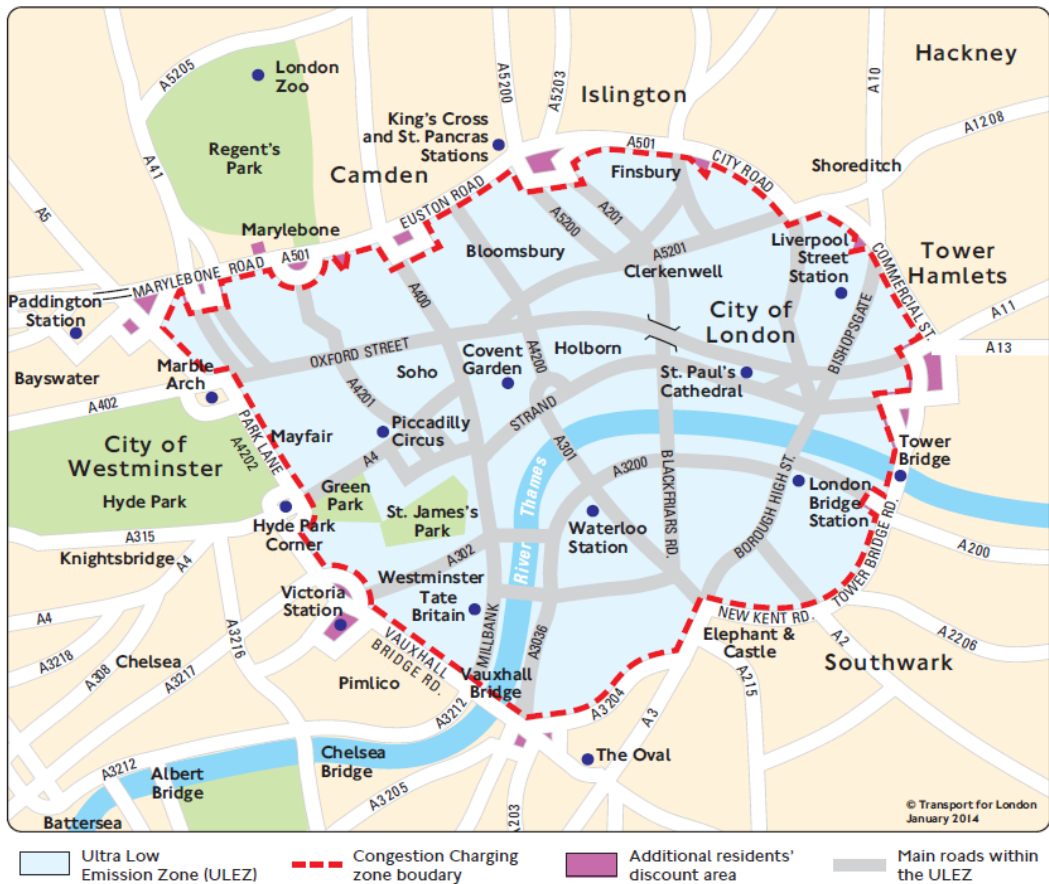 Hackney
A5205
London
Zoo
A5200
A5203
Islington
A10
A1208
King's Cross
and St. Pancras
Stations
A501
CITY ROAD
Shoreditch
Regent's
Park
A41
Camden
Finsbury
A5
EUSTON ROAD
A201
A5200
Marylebone
MARYLEBONE ROAD
A501
Bloomsbury
A5201
Clerkenwell
Liverpool
Street
Station
COMMERCIAL ST.
Tower
Hamlets
A11
Paddington
Station
A400
City of
London
BISHOPSGATE
A13
OXFORD STREET
Covent
Garden
A4200
Holborn
Marble
Arch
Soho
St. Paul's
Cathedral
Bayswater
A402
A4201
STRAND
Piccadilly
Circus
PARK LANE
A4202
Mayfair
City of
Westminster
Hyde Park
A4
A301
A3200
BLACKFRIARS RD.
BOROUGH HIGH ST.
Tower
Bridge
Green
Park
St. James's
Park
River Thames
London
Bridge
Station
Hyde Park
Corner
Waterloo
Station
A315
Knightsbridge
A4
A302
TOWER BRIDGE RD.
A200
Victoria
Station
Westminster
Tate
Britain
MILLBANK
A3036
NEW KENT RD.
A4
A3216
VAUXHALL
BRIDGE RD.
Elephant &
Castle
A2
A2206
A3218
A308
Chelsea
A3217
Pimlico
Vauxhall
Bridge
A3212
A3204
A3
A215
Southwark
A3212
Albert
Bridge
Chelsea
Bridge
The Oval
A3205
A203
Battersea
© Transport for London
January 2014
Ultra Low
Emission Zone (ULEZ)
Congestion Charging
zone boudary
Additional residents'
discount area
Main roads within
the ULEZ